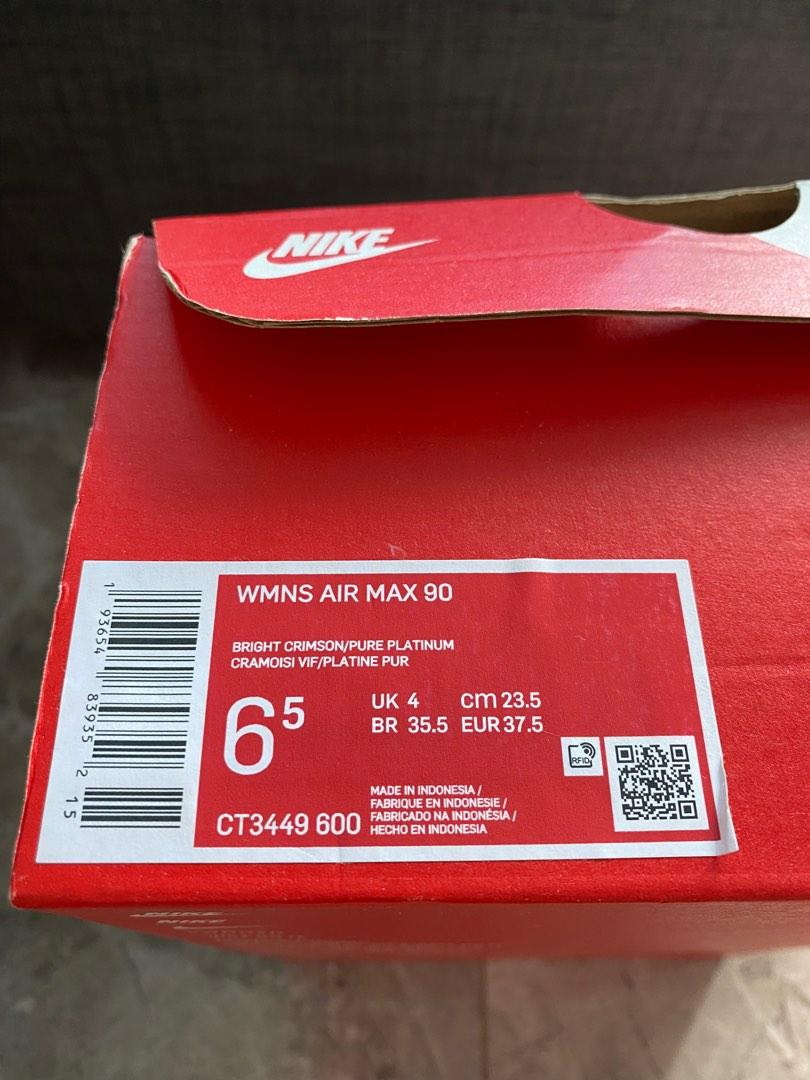 NIKE
WMNS AIR MAX 90
BRIGHT CRIMSON/PURE PLATINUM
CRAMOISI VIF/PLATINE PUR
6⁵
UK 4 cm 23.5
BR 35.5 EUR 37.5
RFID
CT3449 600
MADE IN INDONESIA /
FABRIQUE EN INDONESIE /
FABRICADO NA INDONÉSIA /
HECHO EN INDONESIA
1 93654 83935 2 15
NIKE
NIKE